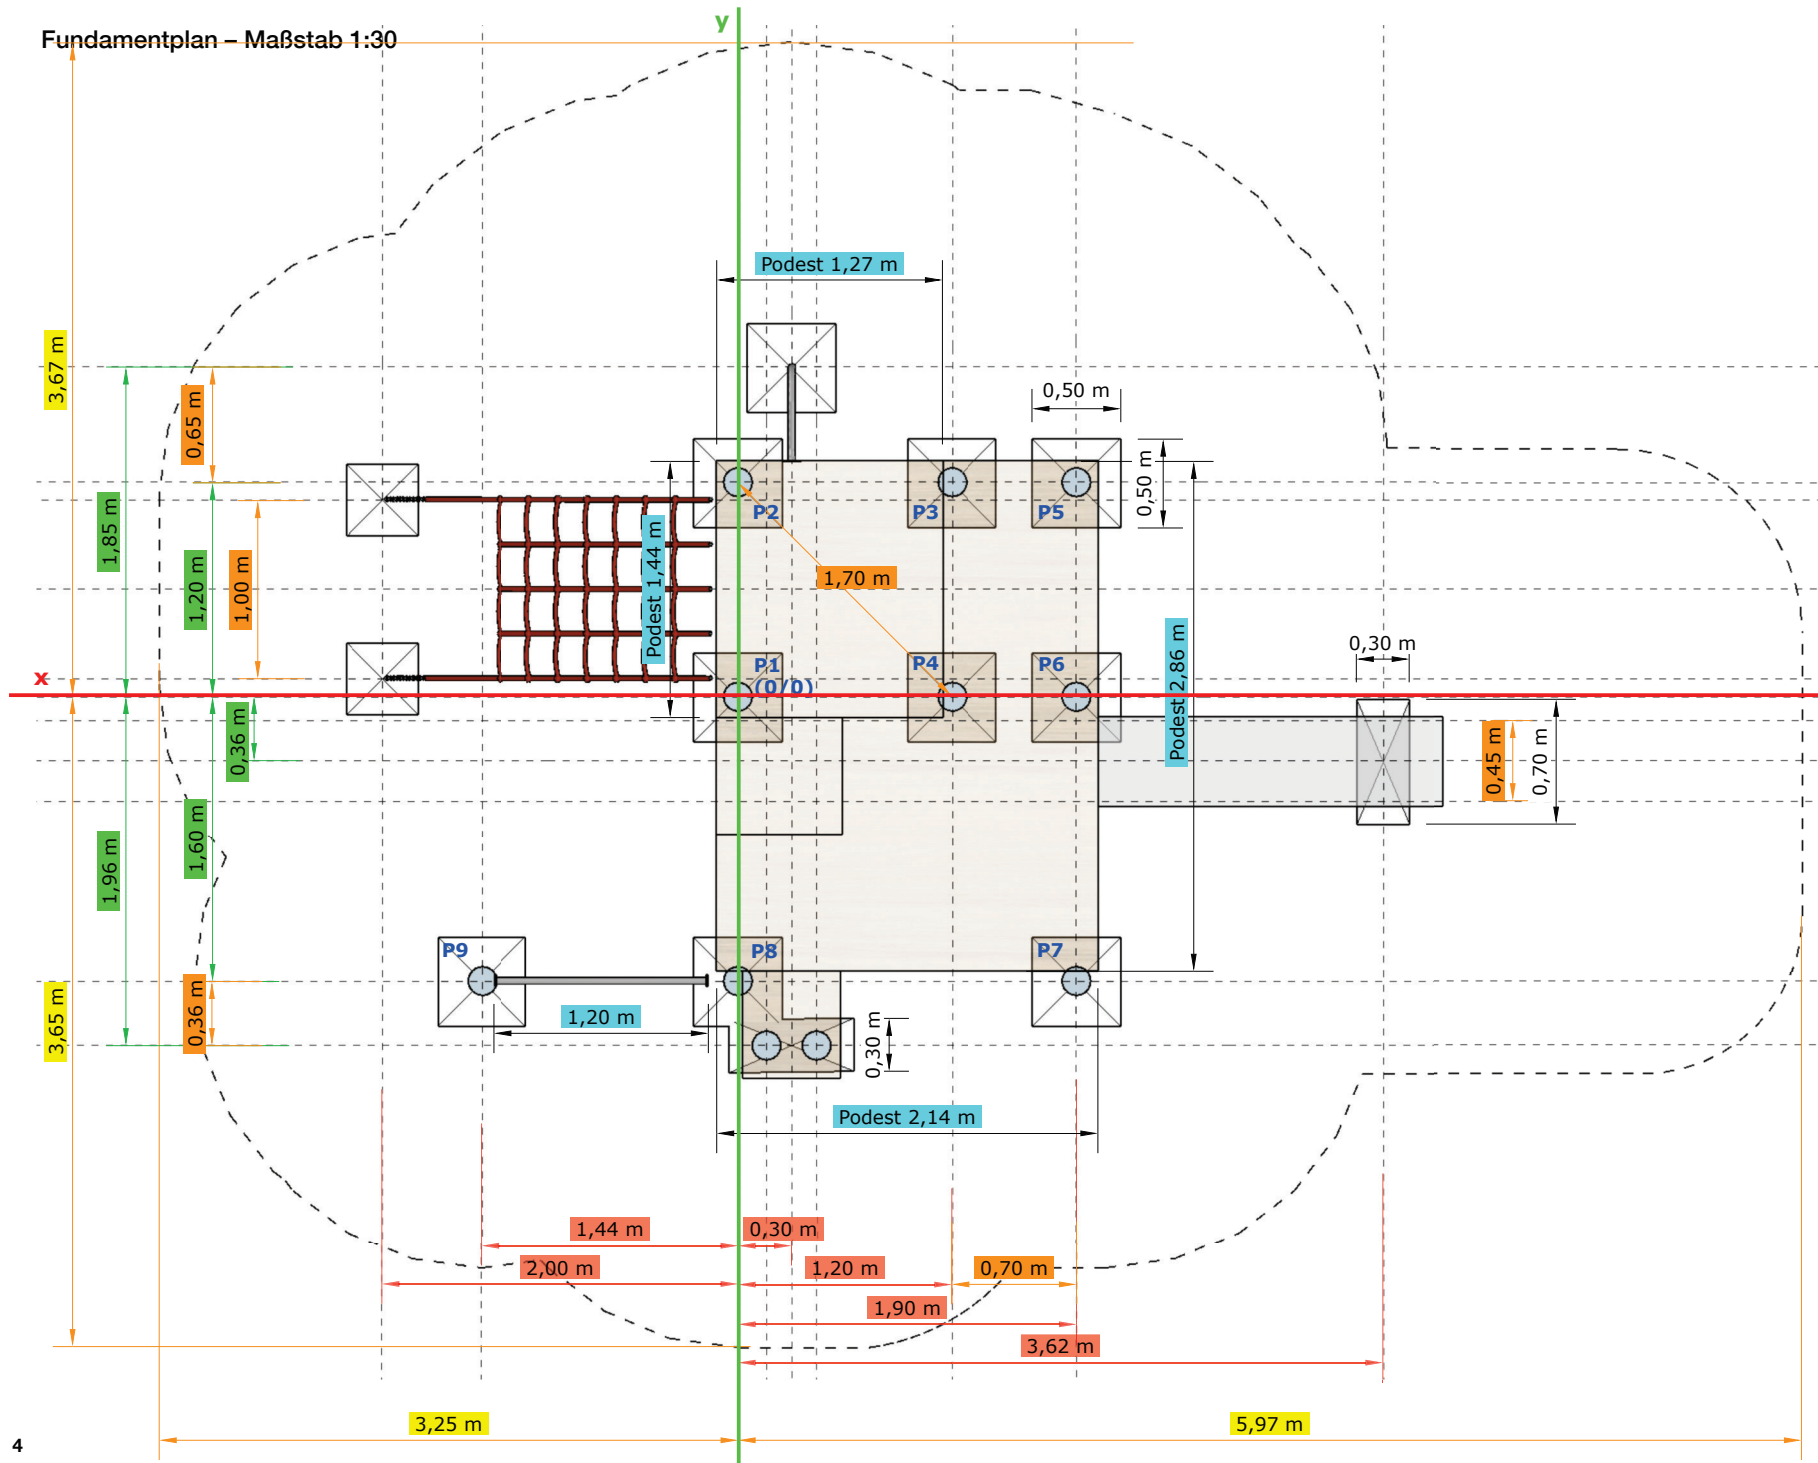 Fundamentplan – Maßstab 1:30
y
Podest 1,27 m
3,67 m
0,65 m
0,50 m
1,85 m
1,20 m
1,00 m
Podest 1,44 m
P2
P3
P5
0,50 m
1,70 m
x
P1
(0/0)
P4
P6
Podest 2,86 m
0,30 m
0,36 m
0,45 m
0,70 m
1,96 m
1,60 m
P9
P8
P7
3,65 m
0,36 m
1,20 m
0,30 m
Podest 2,14 m
1,44 m
0,30 m
2,00 m
1,20 m
0,70 m
1,90 m
3,62 m
3,25 m
5,97 m
4